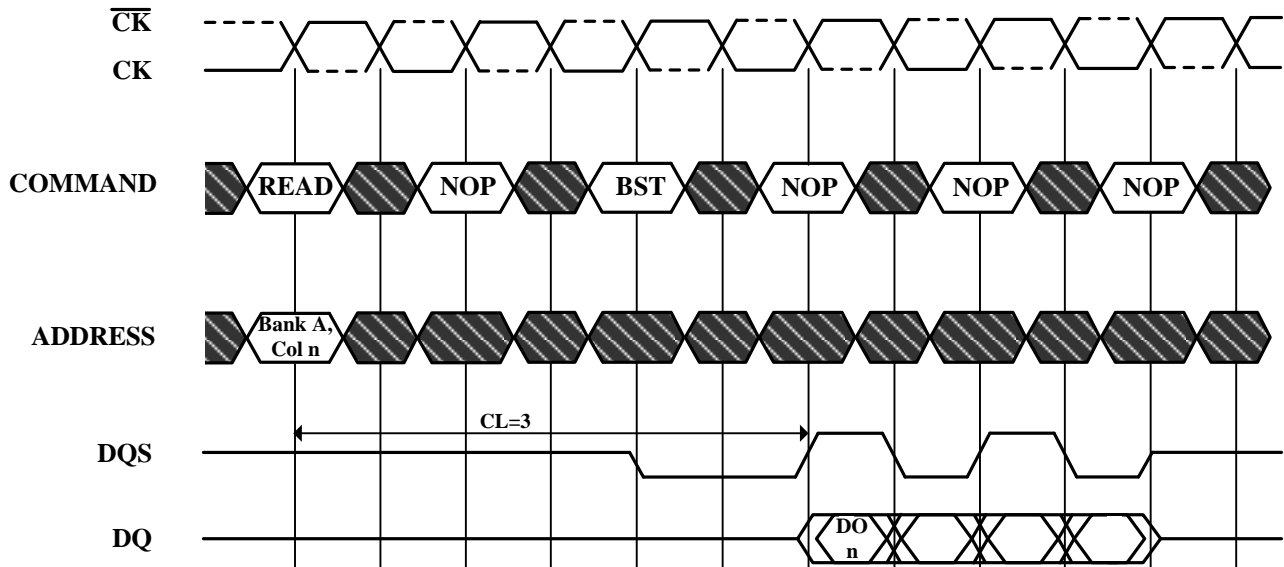 CK
CK
COMMAND READ NOP BST NOP NOP NOP
ADDRESS Bank A,
Col n
CL=3
DQS
DQ DO
n